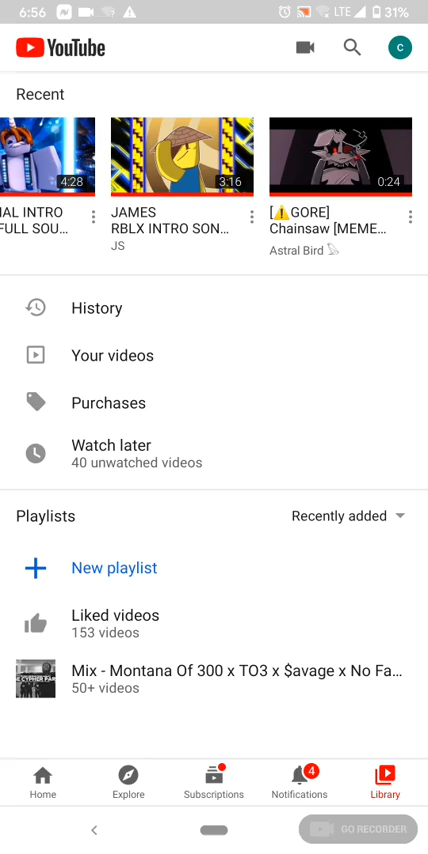 6:56
LTE 31%
YouTube
C
Recent
4:28
3:16
0:24
IAL INTRO
FULL SOU...
JAMES
RBLX INTRO SON...
JS
[⚠GORE]
Chainsaw [MEME...
Astral Bird
History
Your videos
Purchases
Watch later
40 unwatched videos
Playlists
Recently added
New playlist
Liked videos
153 videos
E CYPHER PAR
Mix - Montana Of 300 x TO3 x $avage x No Fa...
50+ videos
4
Home
Explore
Subscriptions
Notifications
Library
GO RECORDER